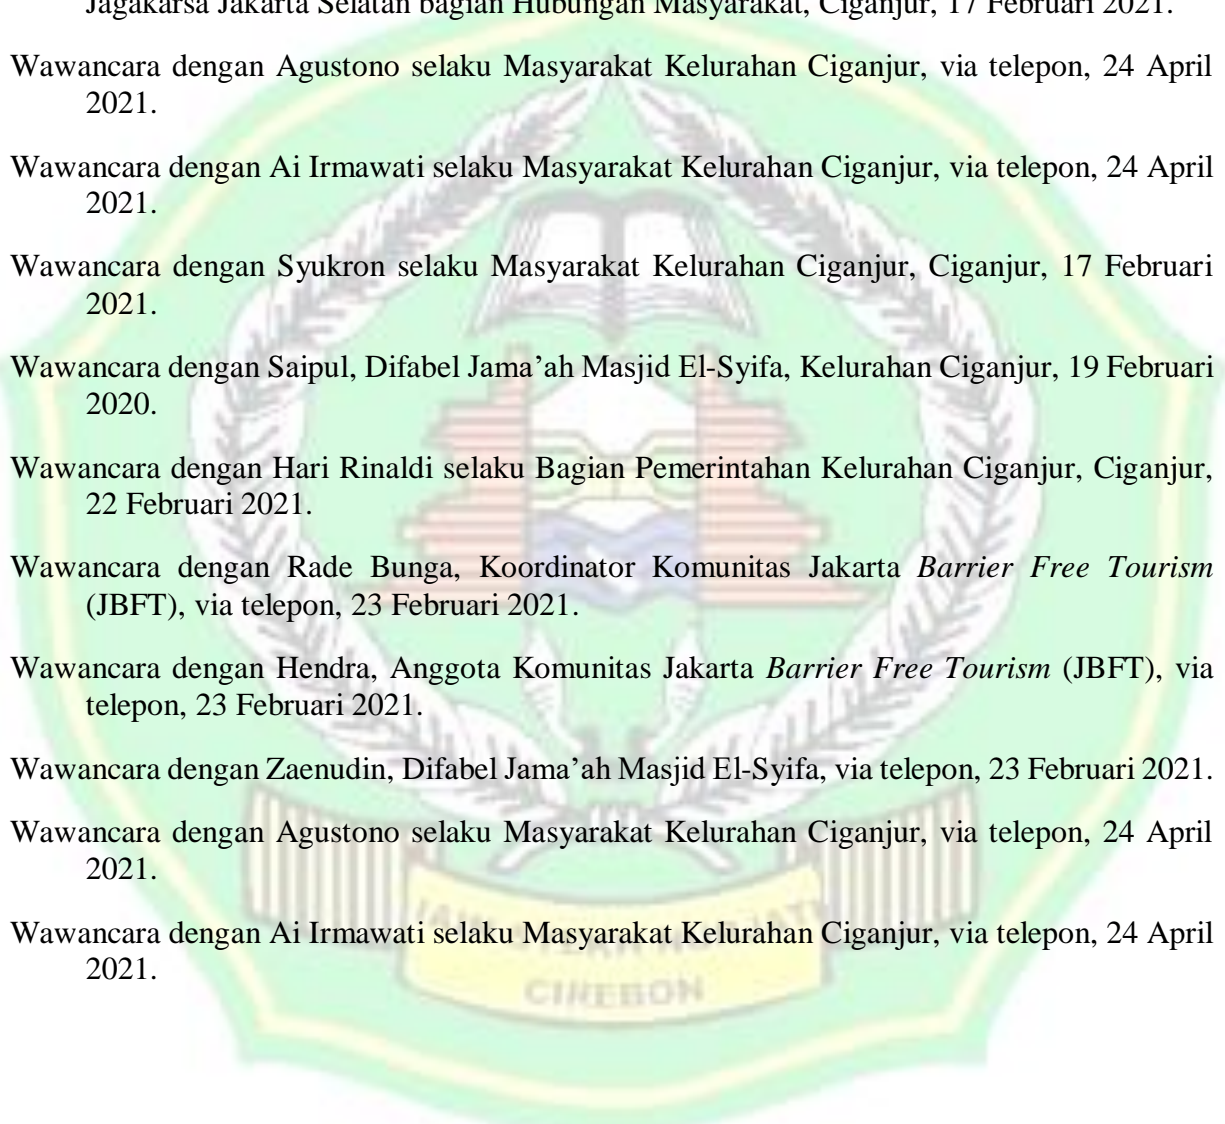 Jagakarsa Jakarta Selatan bagian Hubungan Masyarakat, Ciganjur, 17 Februari 2021.
Wawancara dengan Agustono selaku Masyarakat Kelurahan Ciganjur, via telepon, 24 April
2021.
Wawancara dengan Ai Irmawati selaku Masyarakat Kelurahan Ciganjur, via telepon, 24 April
2021.
Wawancara dengan Syukron selaku Masyarakat Kelurahan Ciganjur, Ciganjur, 17 Februari
2021.
Wawancara dengan Saipul, Difabel Jama’ah Masjid El-Syifa, Kelurahan Ciganjur, 19 Februari
2020.
Wawancara dengan Hari Rinaldi selaku Bagian Pemerintahan Kelurahan Ciganjur, Ciganjur,
22 Februari 2021.
Wawancara dengan Rade Bunga, Koordinator Komunitas Jakarta Barrier Free Tourism
(JBFT), via telepon, 23 Februari 2021.
Wawancara dengan Hendra, Anggota Komunitas Jakarta Barrier Free Tourism (JBFT), via
telepon, 23 Februari 2021.
Wawancara dengan Zaenudin, Difabel Jama’ah Masjid El-Syifa, via telepon, 23 Februari 2021.
Wawancara dengan Agustono selaku Masyarakat Kelurahan Ciganjur, via telepon, 24 April
2021.
Wawancara dengan Ai Irmawati selaku Masyarakat Kelurahan Ciganjur, via telepon, 24 April
2021.
CIREBON